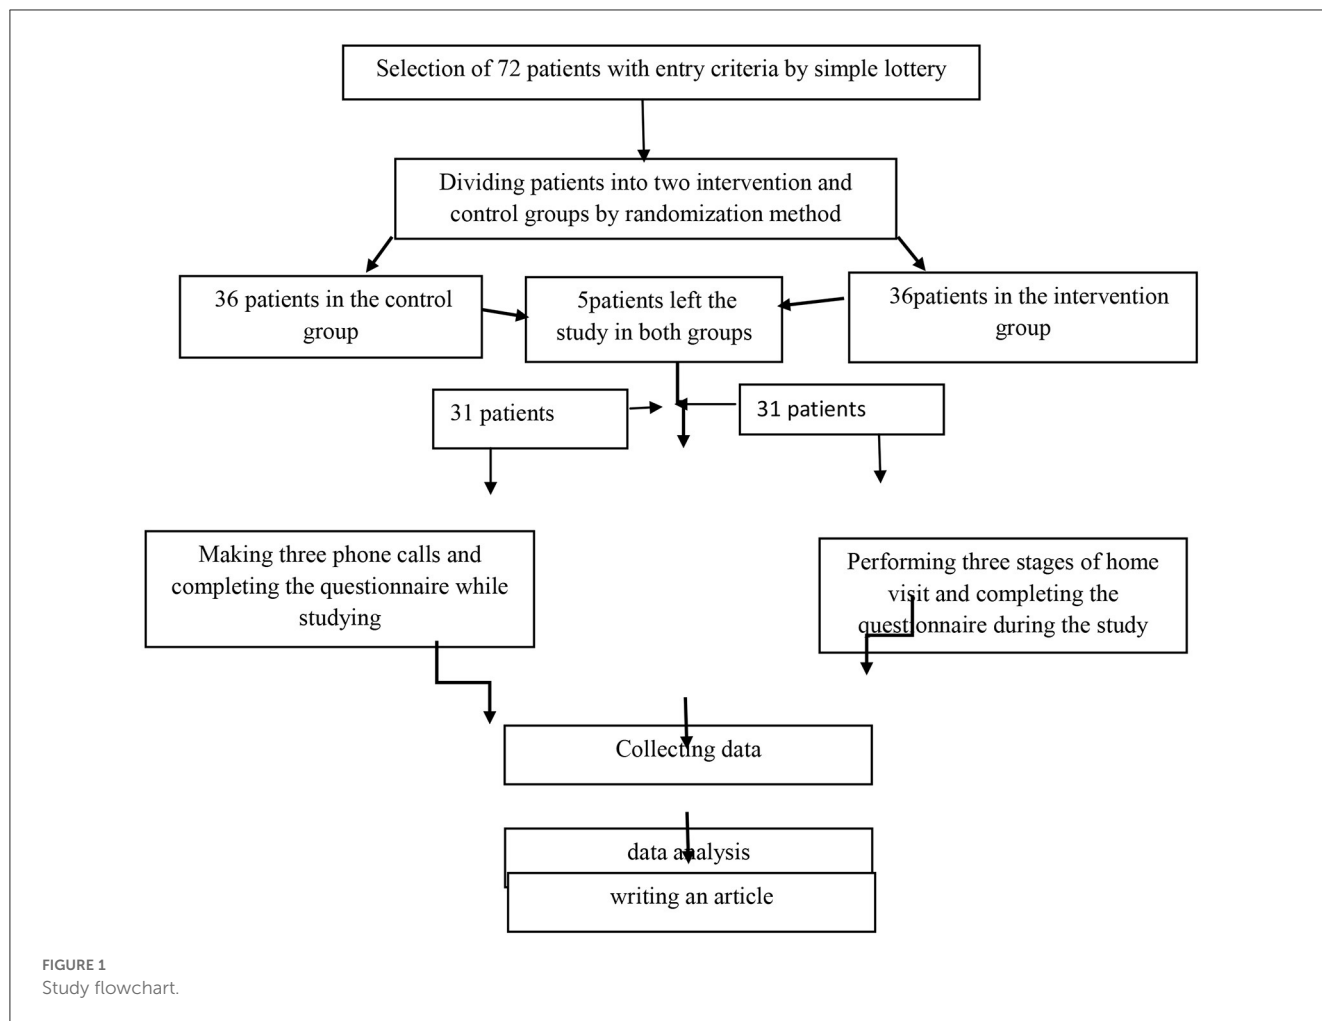 Selection of 72 patients with entry criteria by simple lottery
Dividing patients into two intervention and
control groups by randomization method
36 patients in the control
group
5patients left the
study in both groups
36patients in the intervention
group
31 patients
31 patients
Making three phone calls and
completing the questionnaire while
studying
Performing three stages of home
visit and completing the
questionnaire during the study
Collecting data
data analysis
writing an article
FIGURE 1
Study flowchart.